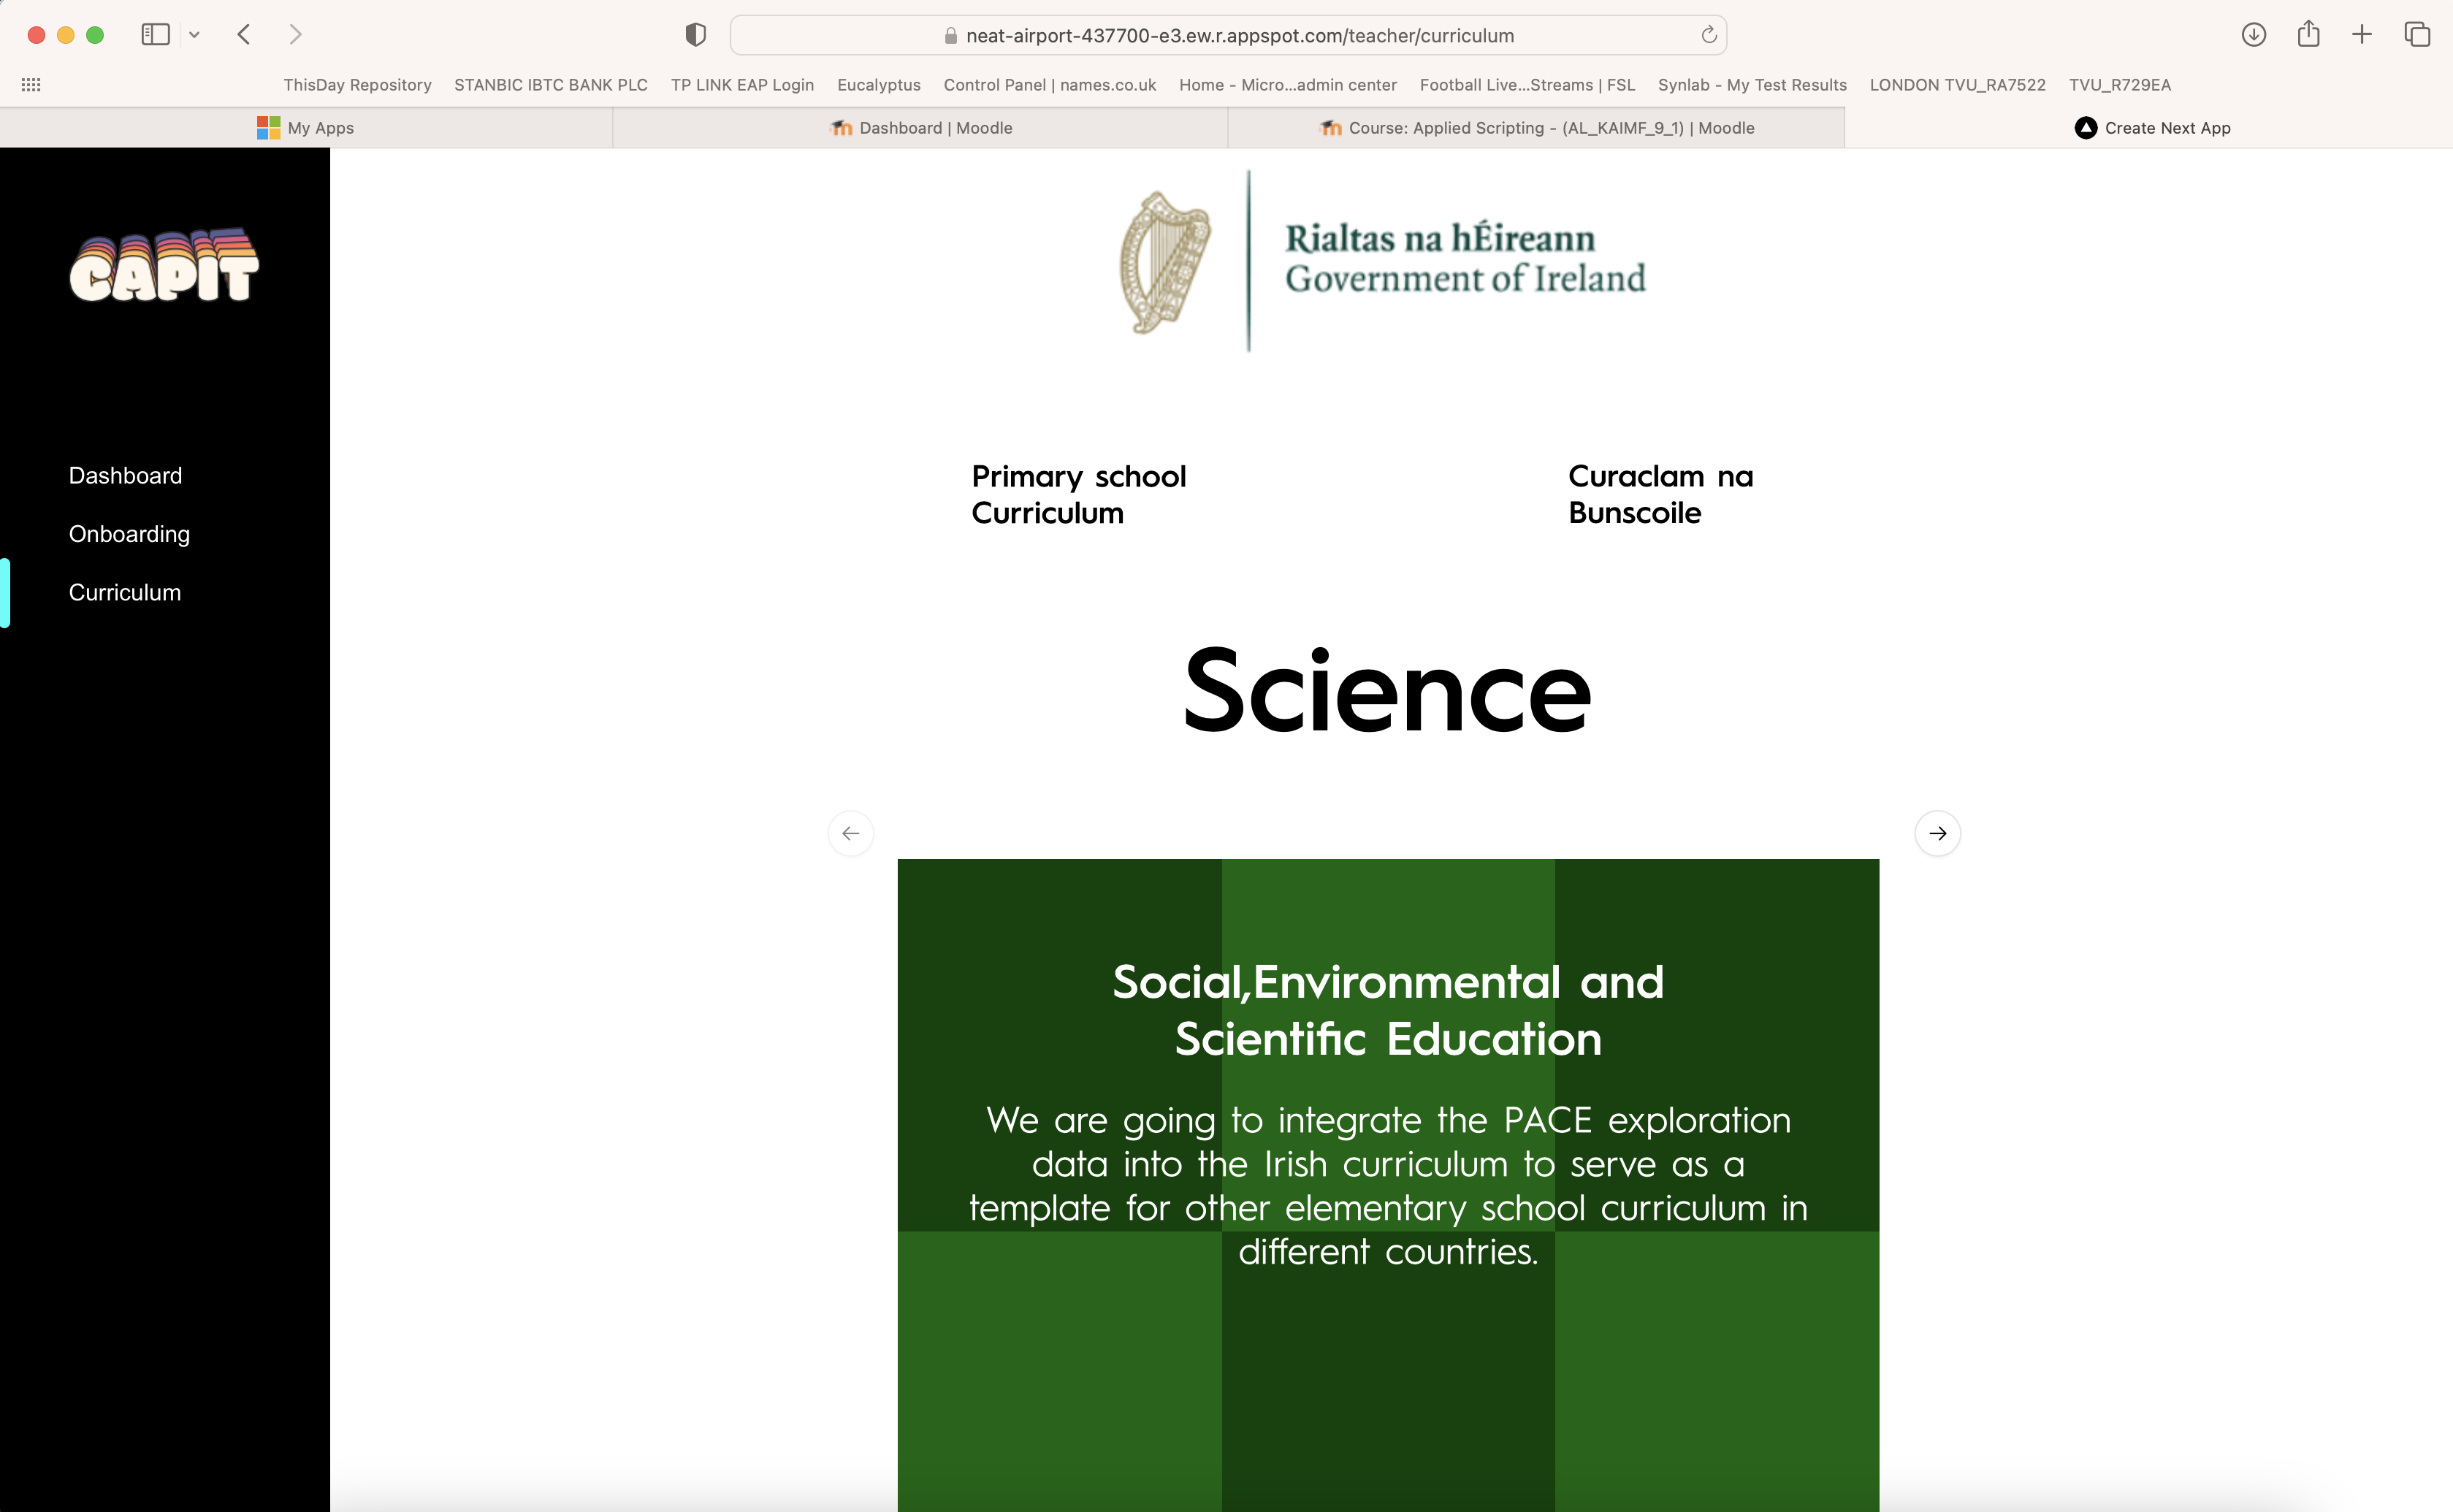 neat-airport-437700-e3.ew.r.appspot.com/teacher/curriculum
ThisDay Repository STANBIC IBTC BANK PLC TP LINK EAP Login Eucalyptus Control Panel | names.co.uk Home - Micro...admin center Football Live...Streams | FSL Synlab - My Test Results LONDON TVU_RA7522 TVU_R729EA
My Apps Dashboard | Moodle Course: Applied Scripting - (AL_KAIMF_9_1) | Moodle Create Next App
CAPIT
Dashboard
Onboarding
Curriculum
Rialtas na hÉireann
Government of Ireland
Primary school
Curriculum
Curaclam na
Bunscoile
Science
Social,Environmental and
Scientific Education
We are going to integrate the PACE exploration
data into the Irish curriculum to serve as a
template for other elementary school curriculum in
different countries.